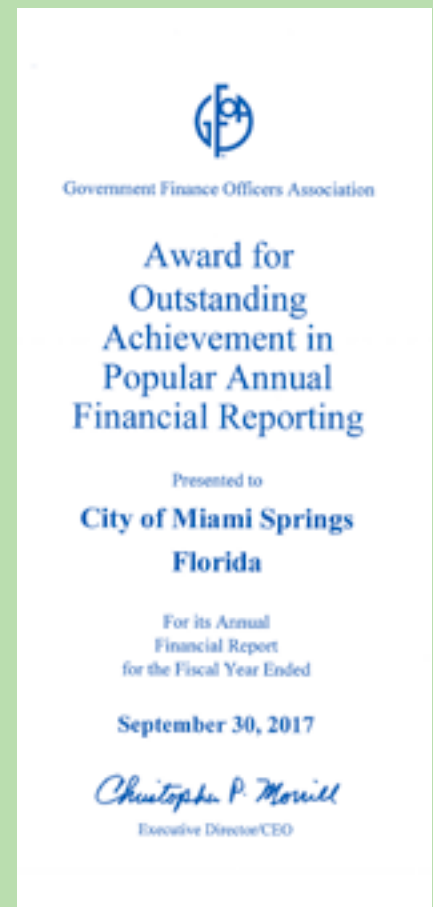 GFOA
Government Finance Officers Association
Award for
Outstanding
Achievement in
Popular Annual
Financial Reporting
Presented to
City of Miami Springs
Florida
For its Annual
Financial Report
for the Fiscal Year Ended
September 30, 2017
Christopher P. Morrill
Executive Director/CEO